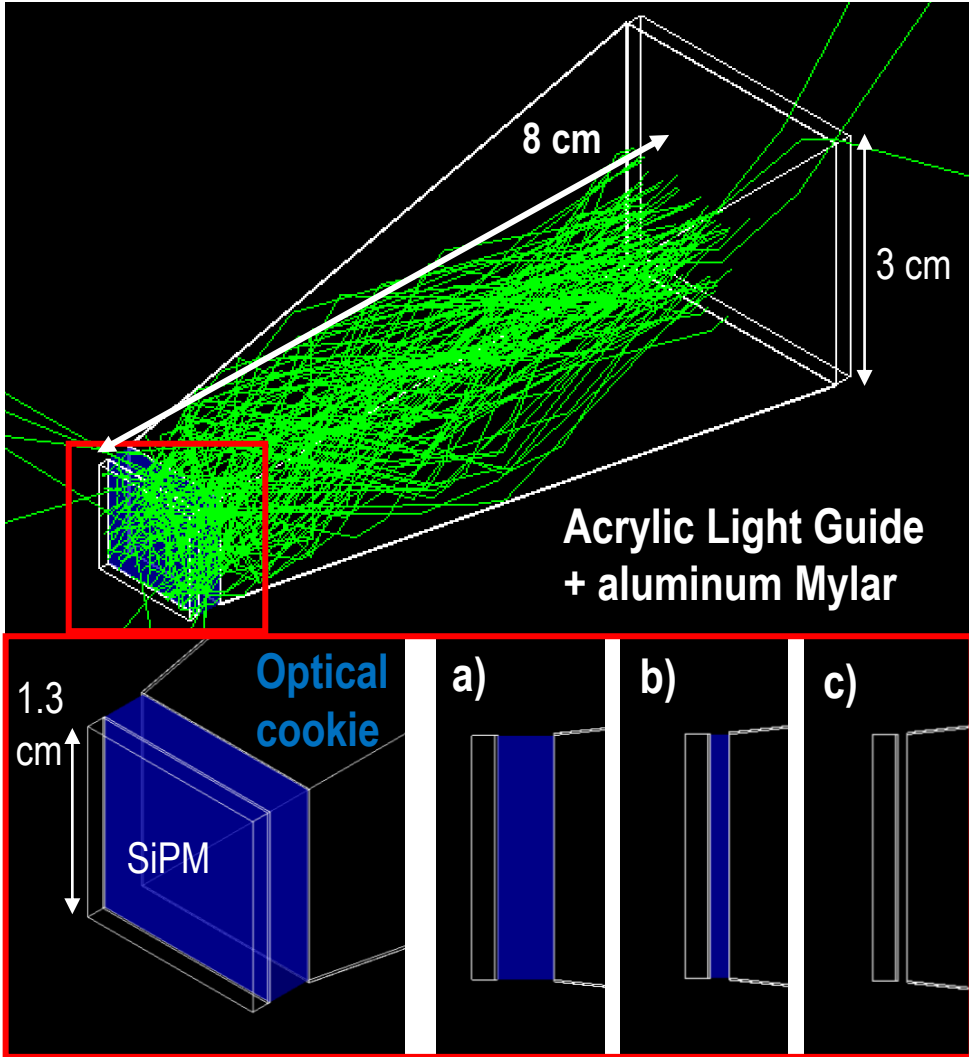 8 cm
3 cm
Acrylic Light Guide
+ aluminum Mylar
1.3
cm
Optical
cookie
SiPM
a)
b)
c)